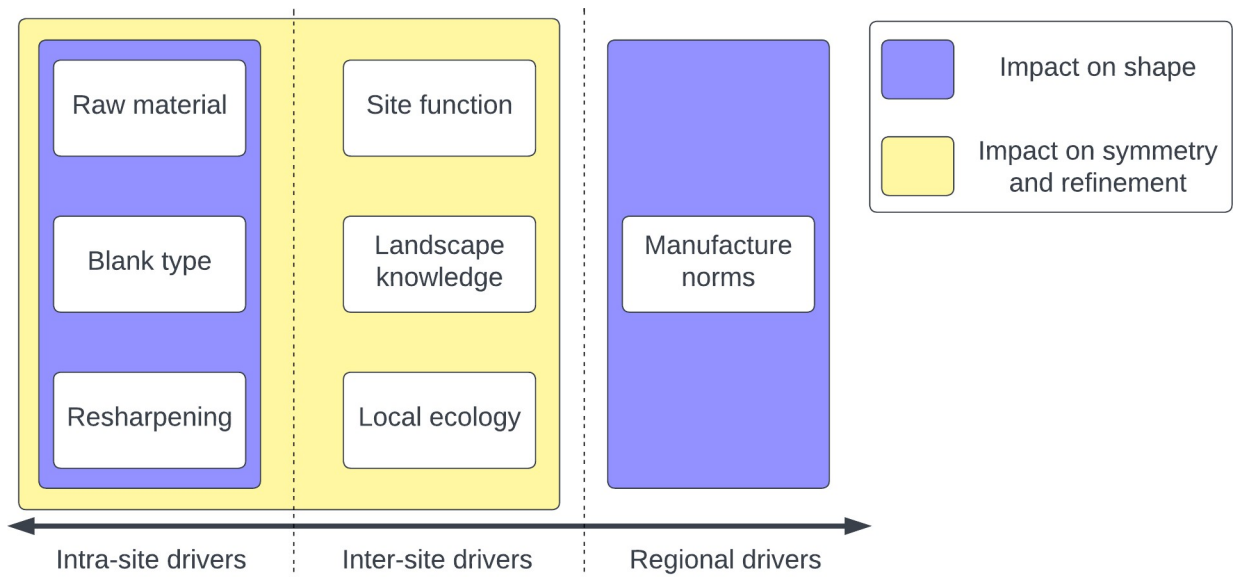 Raw material
Site function
Impact on shape
Impact on symmetry
and refinement
Blank type
Landscape
knowledge
Manufacture
norms
Resharpening
Local ecology
Intra-site drivers
Inter-site drivers
Regional drivers